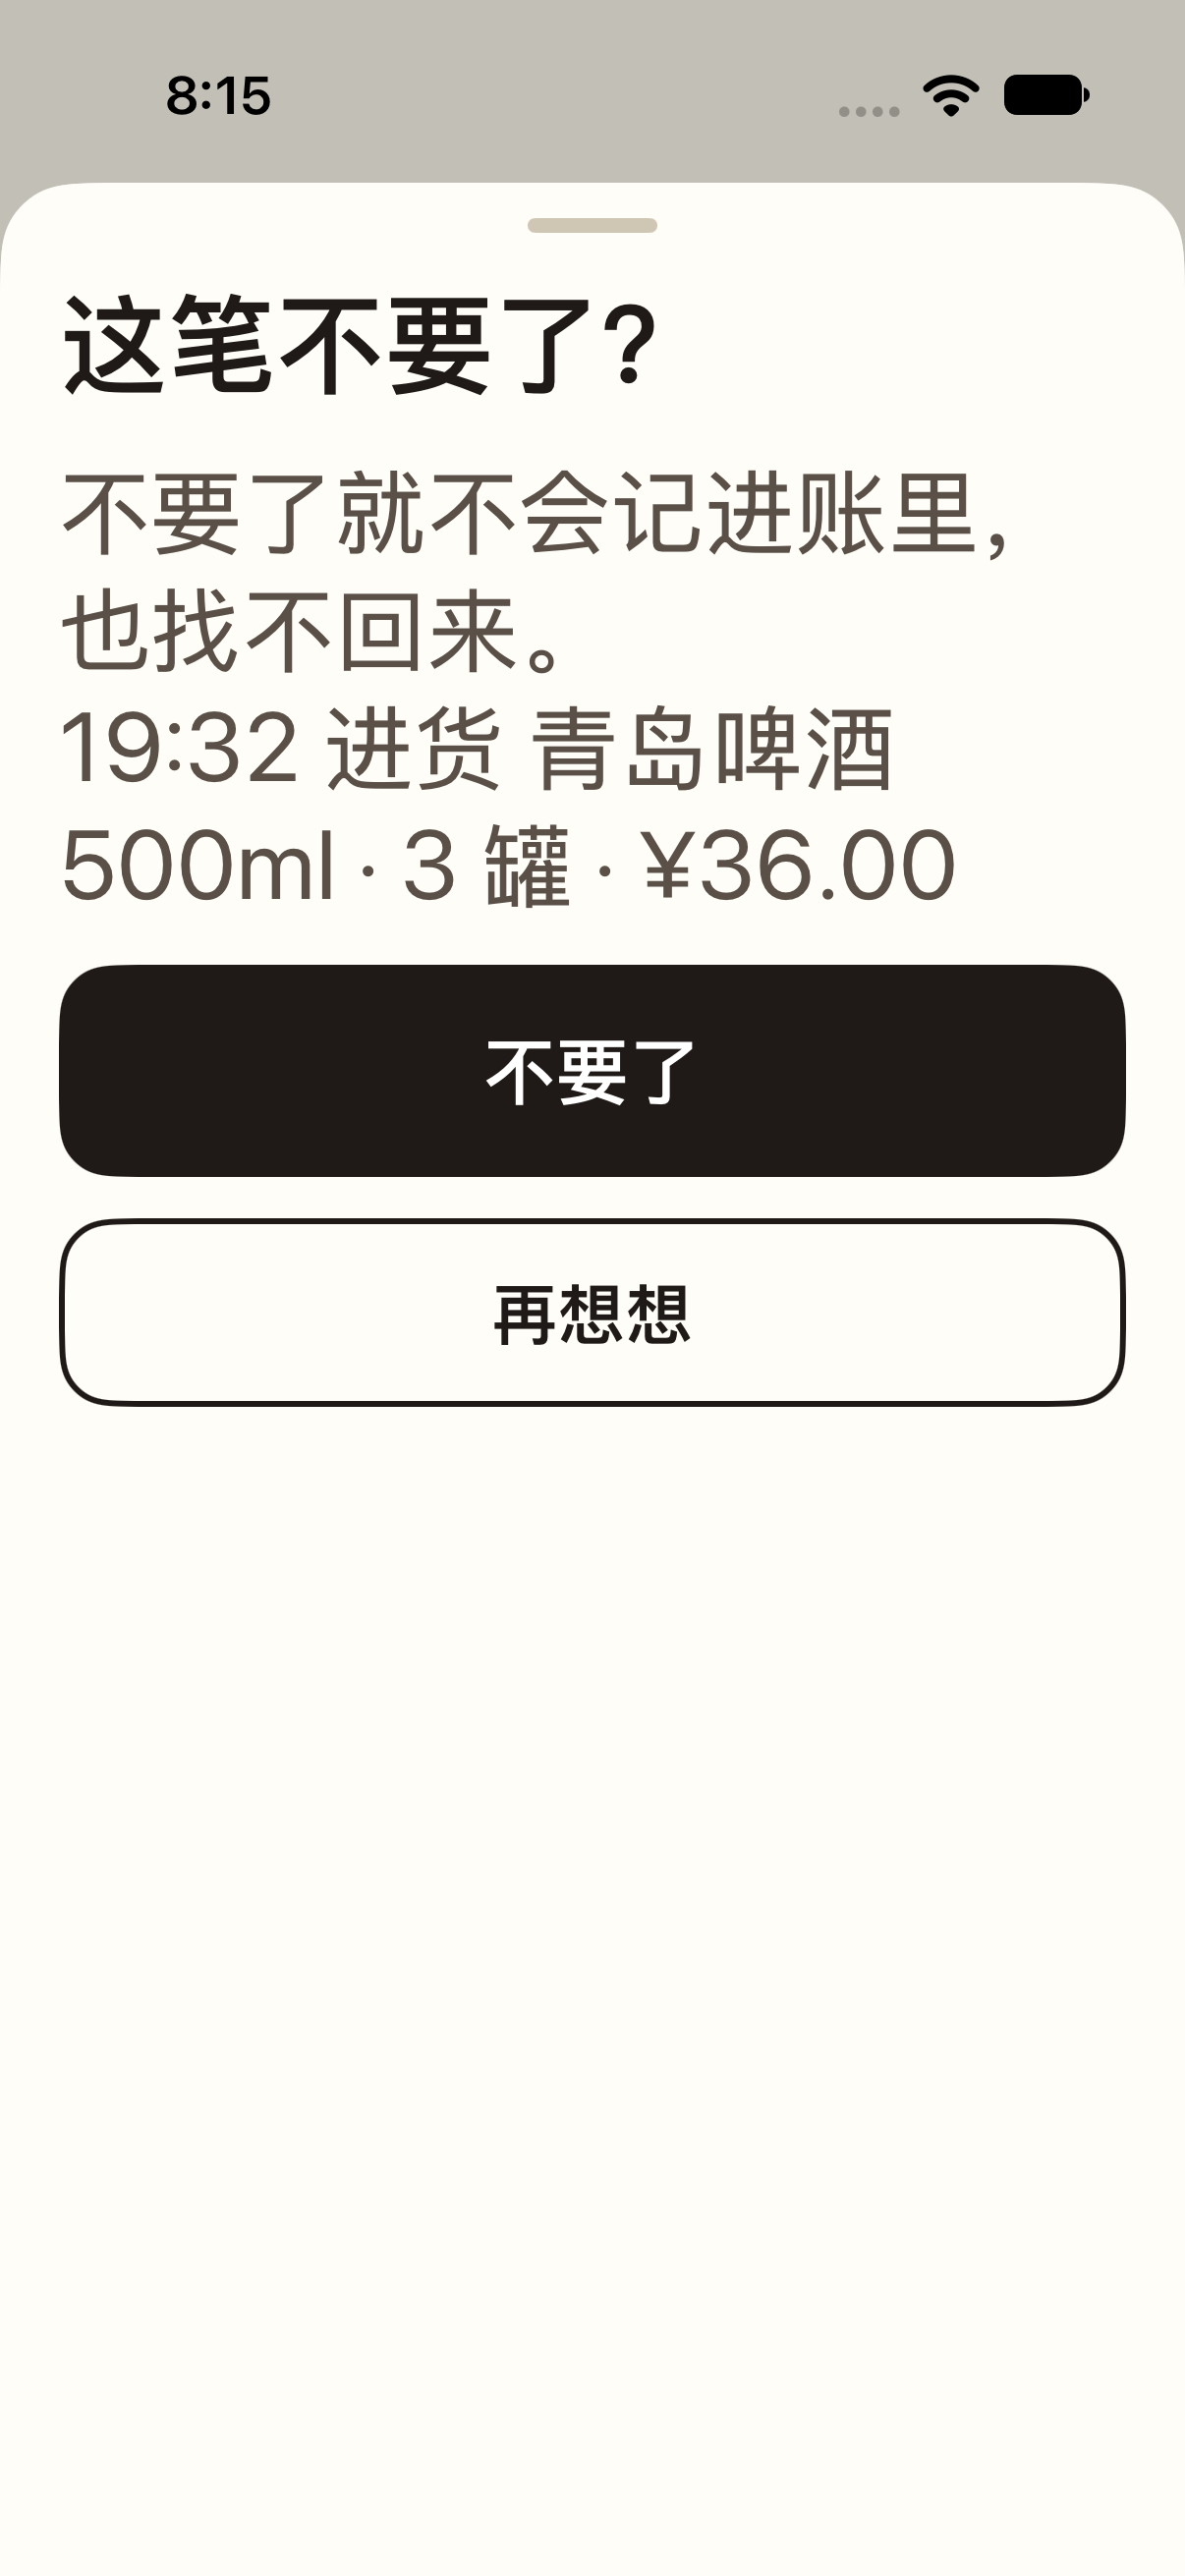 8:15
这笔不要了?
不要了就不会记进账里,
也找不回来。
19:32 进货 青岛啤酒
500ml · 3 罐 · ¥36.00
不要了
再想想